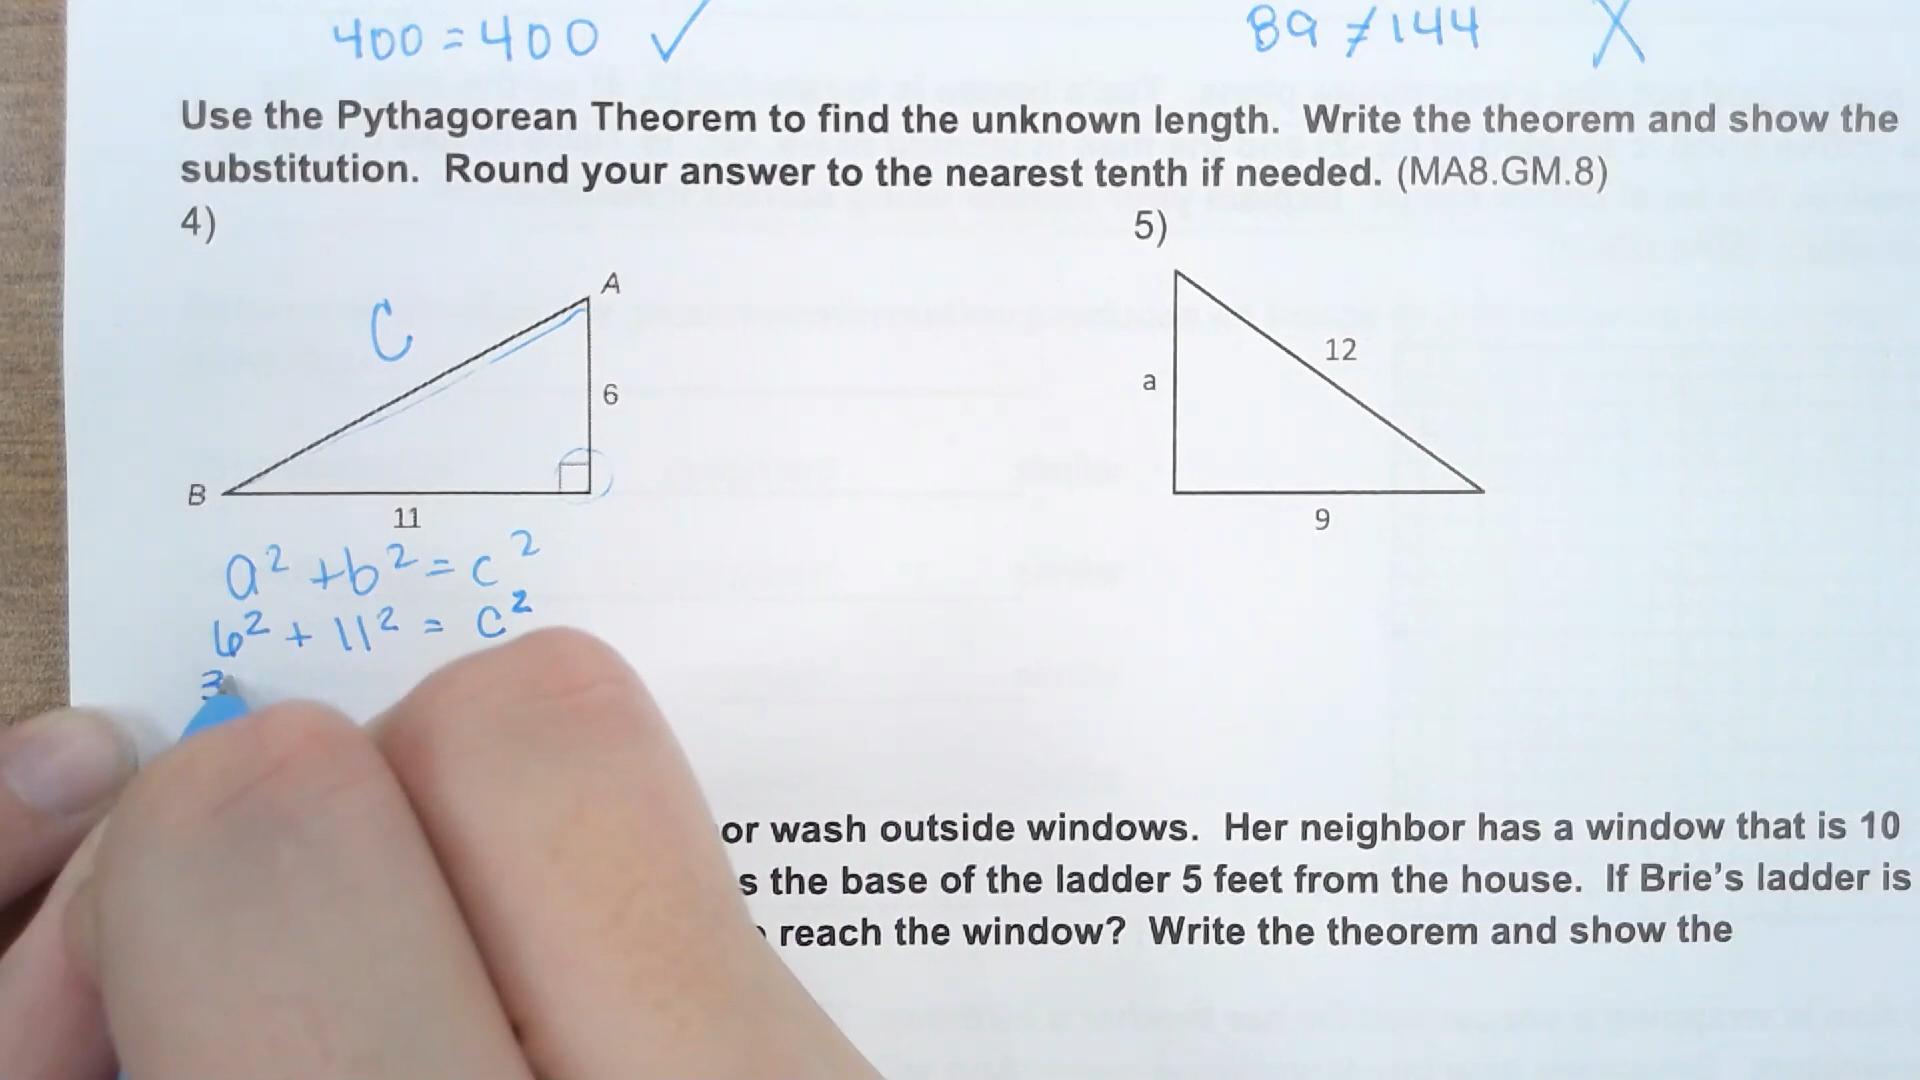 400 = 400 ✓
89 ≠ 144 X
Use the Pythagorean Theorem to find the unknown length. Write the theorem and show the
substitution. Round your answer to the nearest tenth if needed. (MA8.GM.8)
4)
5)
A
C
6
B
11
12
a
9
a² + b² = c²
6² + 11² = c²
3
or wash outside windows. Her neighbor has a window that is 10
s the base of the ladder 5 feet from the house. If Brie's ladder is
reach the window? Write the theorem and show the